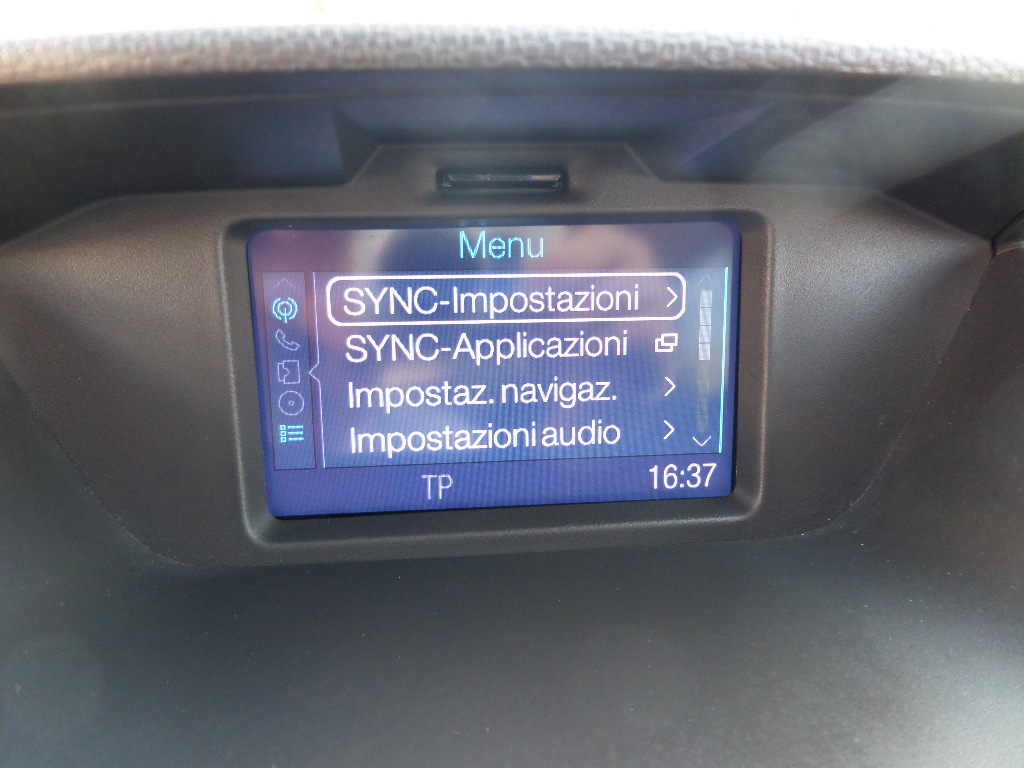 Menu
SYNC-Impostazioni
SYNC-Applicazioni
Impostaz. navigaz.
Impostazioni audio
TP
16:37